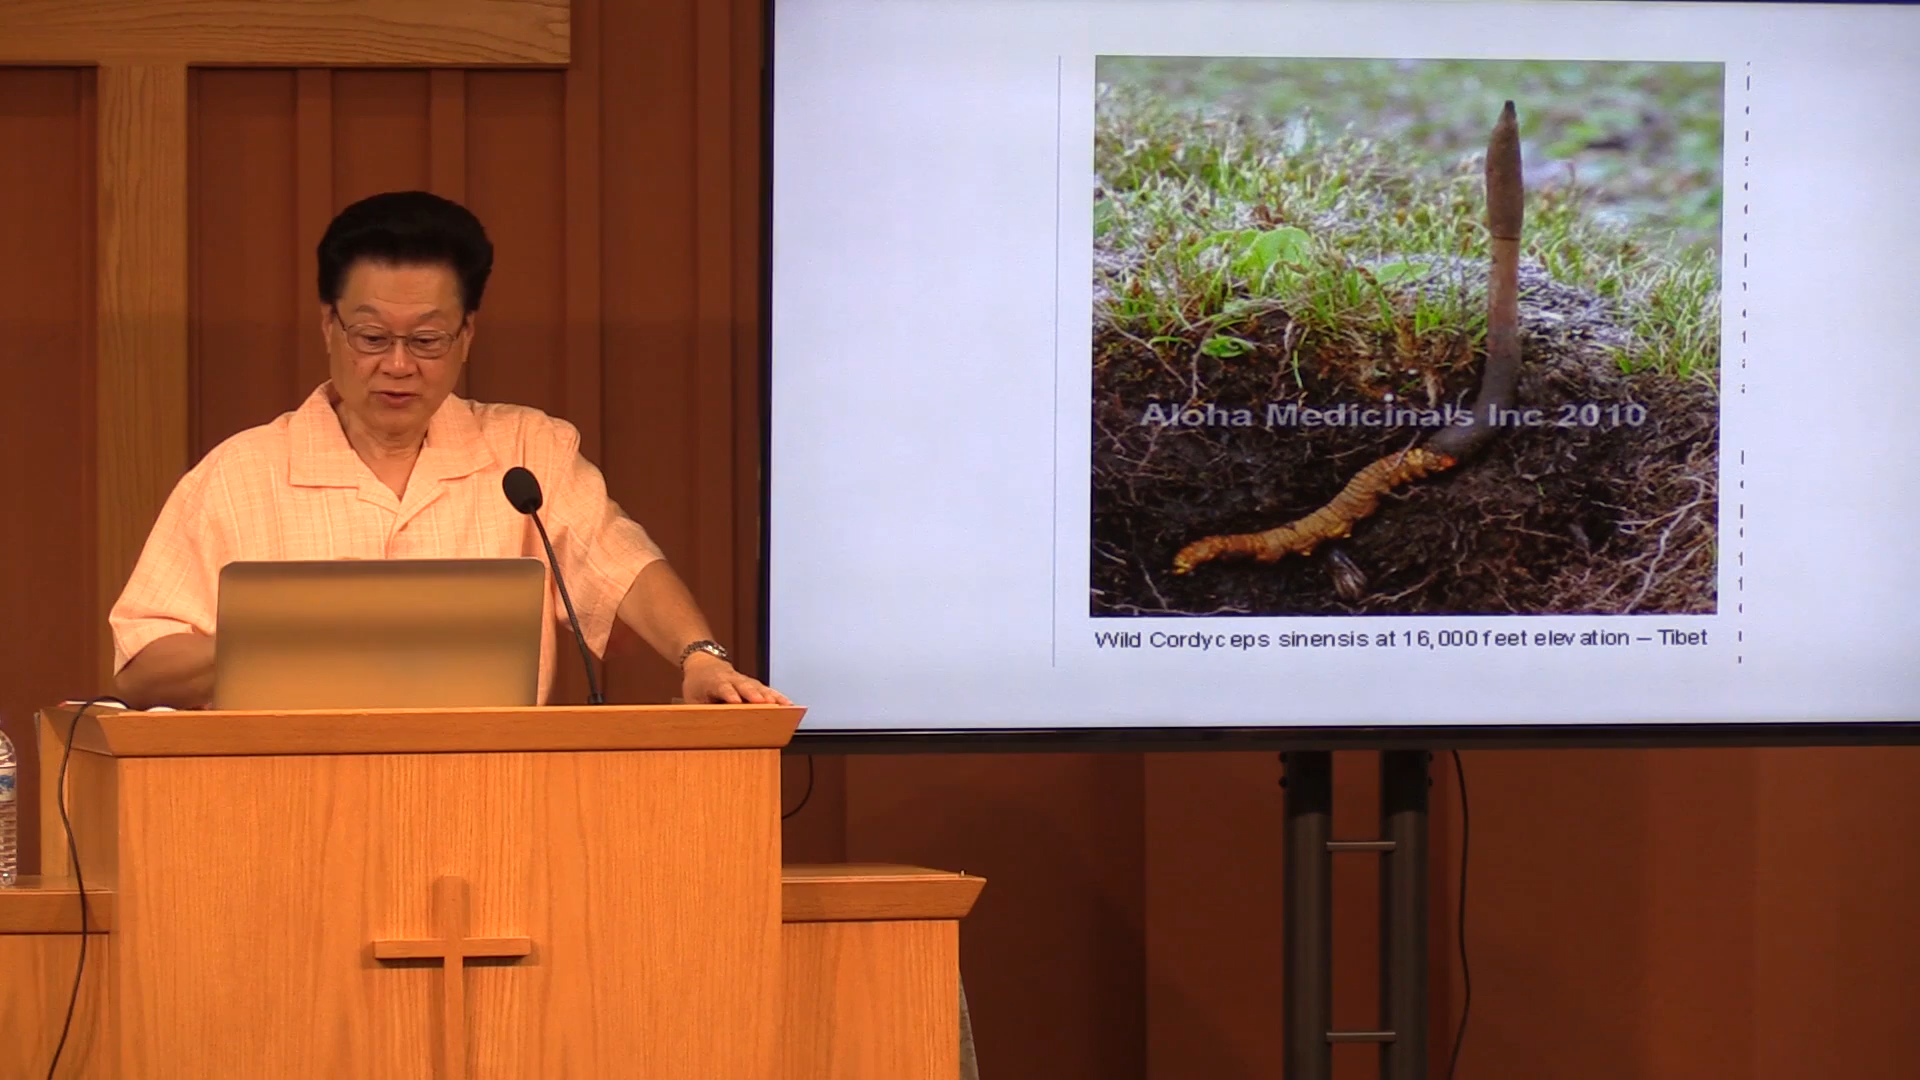 Aloha Medicinals Inc 2010
Wild Cordyceps sinensis at 16,000 feet elevation – Tibet